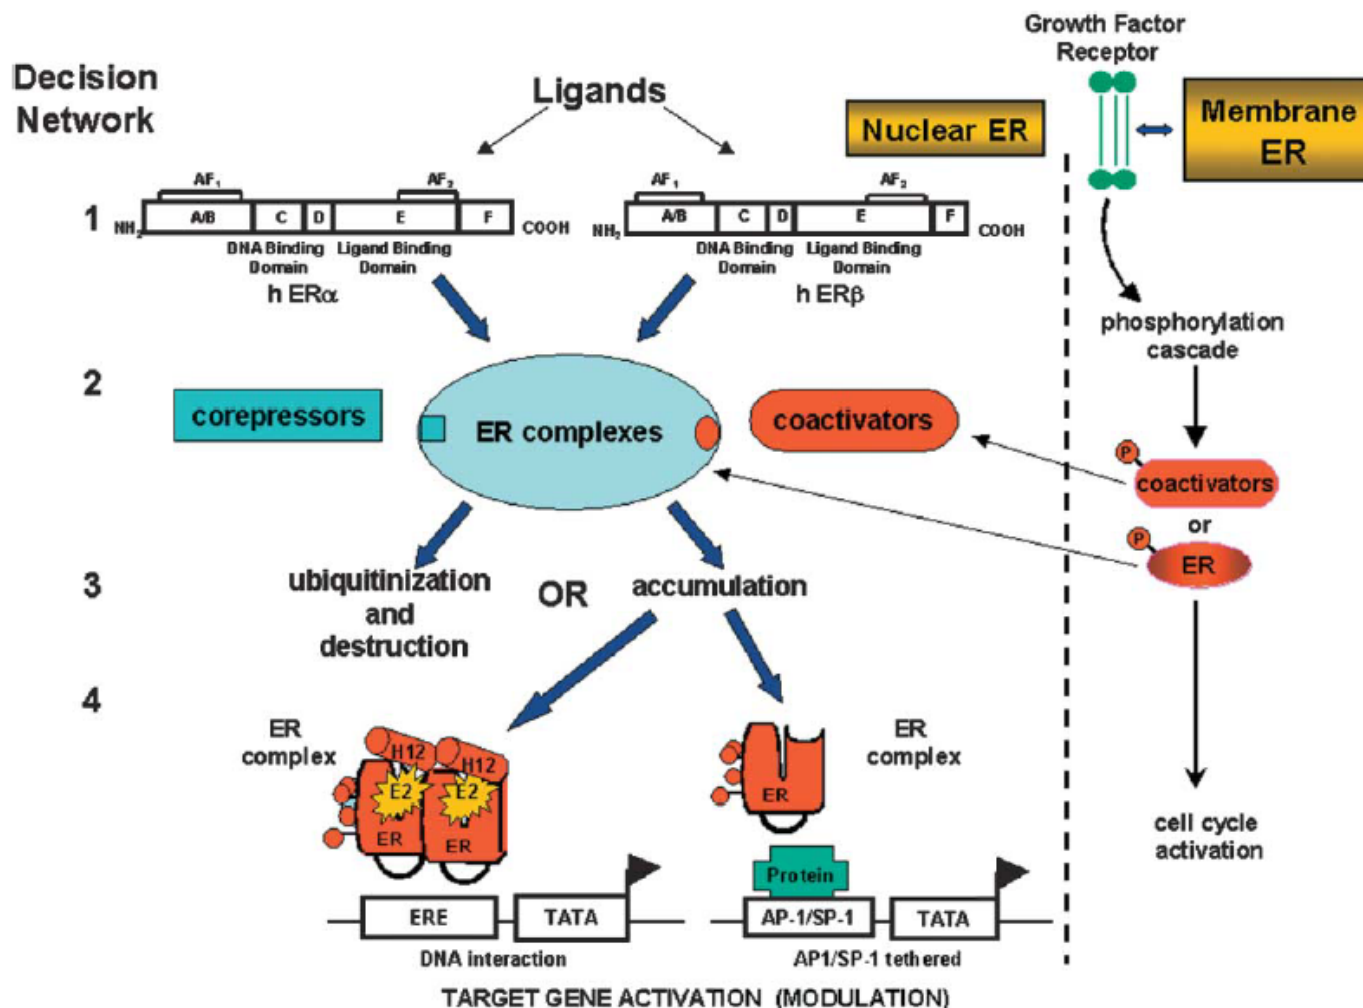 Decision
Network
Ligands
Nuclear ER
Growth Factor
Receptor
Membrane
ER
1
AF1
AF2
NH2
A/B
C
D
E
F
COOH
DNA Binding
Domain
Ligand Binding
Domain
h ERα
AF1
AF2
NH2
A/B
C
D
E
F
COOH
DNA Binding
Domain
Ligand Binding
Domain
h ERβ
phosphorylation
cascade
2
corepressors
ER complexes
coactivators
P
coactivators
or
P
ER
3
ubiquitinization
and
destruction
OR
accumulation
4
ER
complex
H12
H12
E2
E2
ER
ER
ER
complex
ER
cell cycle
activation
Protein
ERE
TATA
AP-1/SP-1
TATA
DNA interaction
AP1/SP-1 tethered
TARGET GENE ACTIVATION (MODULATION)